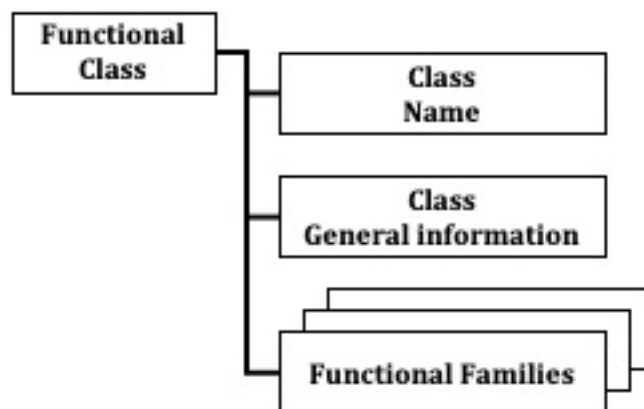 Functional
Class
Class
Name
Class
General information
Functional Families